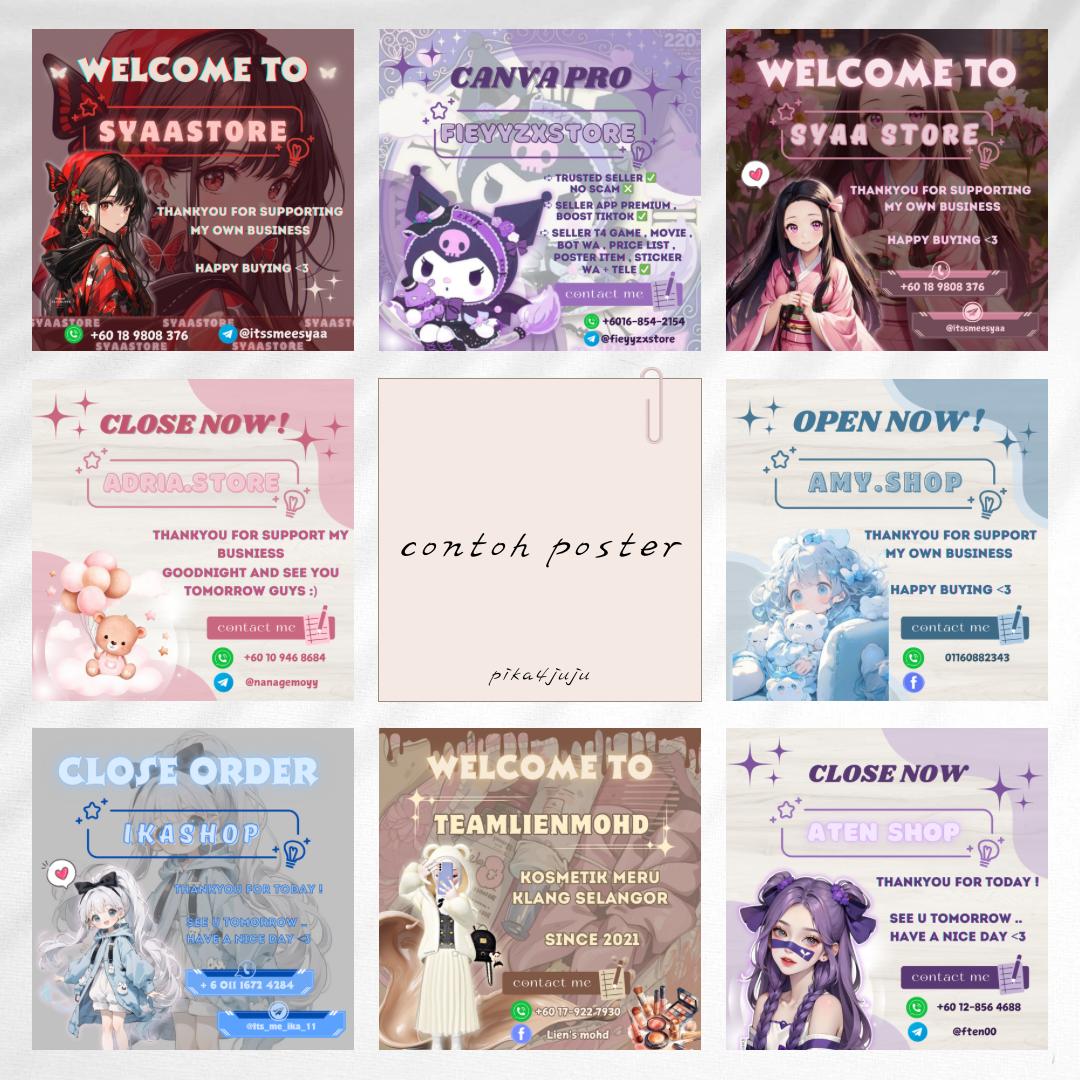 WELCOME TO
SYAASTORE
THANKYOU FOR SUPPORTING
MY OWN BUSINESS
HAPPY BUYING <3
SYAASTORE SYAASTORE SYAASTORE
+60 18 9808 376 @itssmeesyaa
SYAASTORE SYAASTORE
220
CANVA PRO
FIEYYZXSTORE
TRUSTED SELLER ✅
NO SCAM ❎
SELLER APP PREMIUM ,
BOOST TIKTOK ✅
SELLER T4 GAME , MOVIE ,
BOT WA , PRICE LIST ,
POSTER ITEM , STICKER
WA + TELE ✅
contact me
+6016-854-2154
@fieyyzxstore
WELCOME TO
SYAA STORE
THANKYOU FOR SUPPORTING
MY OWN BUSINESS
HAPPY BUYING <3
+60 18 9808 376
@itssmeesyaa
CLOSE NOW !
ADRIA.STORE
THANKYOU FOR SUPPORT MY
BUSNIESS
GOODNIGHT AND SEE YOU
TOMORROW GUYS :)
contact me
+60 10 946 8684
@nanagemoyy
contoh poster
pika4juju
OPEN NOW !
AMY.SHOP
THANKYOU FOR SUPPORT
MY OWN BUSINESS
HAPPY BUYING <3
contact me
01160882343
CLOSE ORDER
IKASHOP
THANKYOU FOR TODAY !
SEE U TOMORROW ..
HAVE A NICE DAY <3
+ 6 011 1672 4284
@its_me_ika_11
WELCOME TO
TEAMLIENMOHD
KOSMETIK MERU
KLANG SELANGOR
SINCE 2021
contact me
+60 17-922 7930
Lien's mohd
CLOSE NOW
ATEN SHOP
THANKYOU FOR TODAY !
SEE U TOMORROW ..
HAVE A NICE DAY <3
contact me
+60 12-856 4688
@ften00